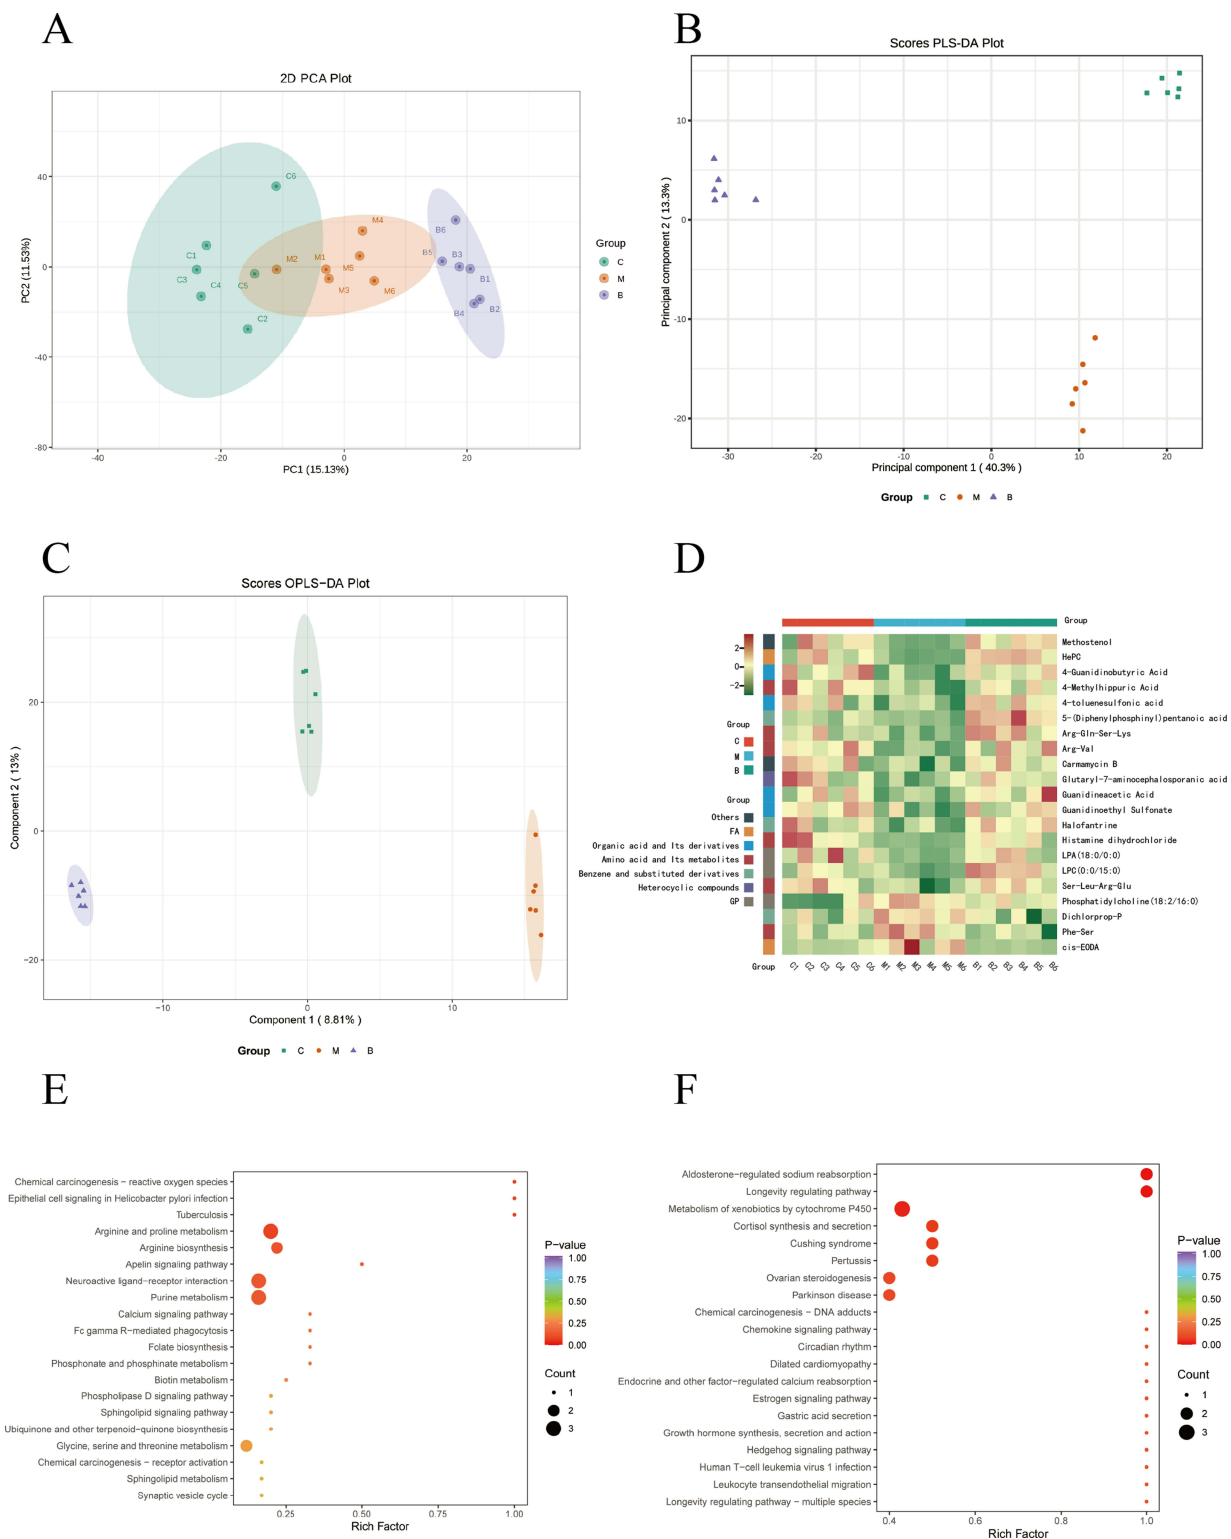 A
2D PCA Plot
PC2 (11.53%)
40
0
-40
-80
C6
C1
C3
C4
C5
C2
M2
M1
M4
M5
M3
M6
B6
B5
B3
B1
B4
B2
-40
-20
0
20
PC1 (15.13%)
Group
C
M
B
B
Scores PLS-DA Plot
Principal component 2 ( 13.3% )
10
0
-10
-20
-30
-20
-10
0
10
20
Principal component 1 ( 40.3% )
Group C M B
C
Scores OPLS−DA Plot
Component 2 ( 13% )
20
0
−20
−10
0
10
Component 1 ( 8.81% )
Group C M B
D
2
0
−2
Group
C
M
B
Group
Others
FA
Organic acid and Its derivatives
Amino acid and Its metabolites
Benzene and substituted derivatives
Heterocyclic compounds
GP
Group
Methostenol
HePC
4-Guanidinobutyric Acid
4-Methylhippuric Acid
4-toluenesulfonic acid
5-(Diphenylphosphinyl)pentanoic acid
Arg-Gln-Ser-Lys
Arg-Val
Carmamycin B
Glutaryl-7-aminocephalosporanic acid
Guanidineacetic Acid
Guanidinoethyl Sulfonate
Halofantrine
Histamine dihydrochloride
LPA(18:0/0:0)
LPC(0:0/15:0)
Ser-Leu-Arg-Glu
Phosphatidylcholine(18:2/16:0)
Dichlorprop-P
Phe-Ser
cis-EODA
Group
C1 C2 C3 C4 C5 C6 M1 M2 M3 M4 M5 M6 B1 B2 B3 B4 B5 B6
E
Chemical carcinogenesis − reactive oxygen species
Epithelial cell signaling in Helicobacter pylori infection
Tuberculosis
Arginine and proline metabolism
Arginine biosynthesis
Apelin signaling pathway
Neuroactive ligand−receptor interaction
Purine metabolism
Calcium signaling pathway
Fc gamma R−mediated phagocytosis
Folate biosynthesis
Phosphonate and phosphinate metabolism
Biotin metabolism
Phospholipase D signaling pathway
Sphingolipid signaling pathway
Ubiquinone and other terpenoid−quinone biosynthesis
Glycine, serine and threonine metabolism
Chemical carcinogenesis − receptor activation
Sphingolipid metabolism
Synaptic vesicle cycle
0.25
0.50
0.75
1.00
Rich Factor
P−value
1.00
0.75
0.50
0.25
0.00
Count
1
2
3
F
Aldosterone−regulated sodium reabsorption
Longevity regulating pathway
Metabolism of xenobiotics by cytochrome P450
Cortisol synthesis and secretion
Cushing syndrome
Pertussis
Ovarian steroidogenesis
Parkinson disease
Chemical carcinogenesis − DNA adducts
Chemokine signaling pathway
Circadian rhythm
Dilated cardiomyopathy
Endocrine and other factor−regulated calcium reabsorption
Estrogen signaling pathway
Gastric acid secretion
Growth hormone synthesis, secretion and action
Hedgehog signaling pathway
Human T−cell leukemia virus 1 infection
Leukocyte transendothelial migration
Longevity regulating pathway − multiple species
0.4
0.6
0.8
1.0
Rich Factor
P−value
1.00
0.75
0.50
0.25
0.00
Count
1
2
3